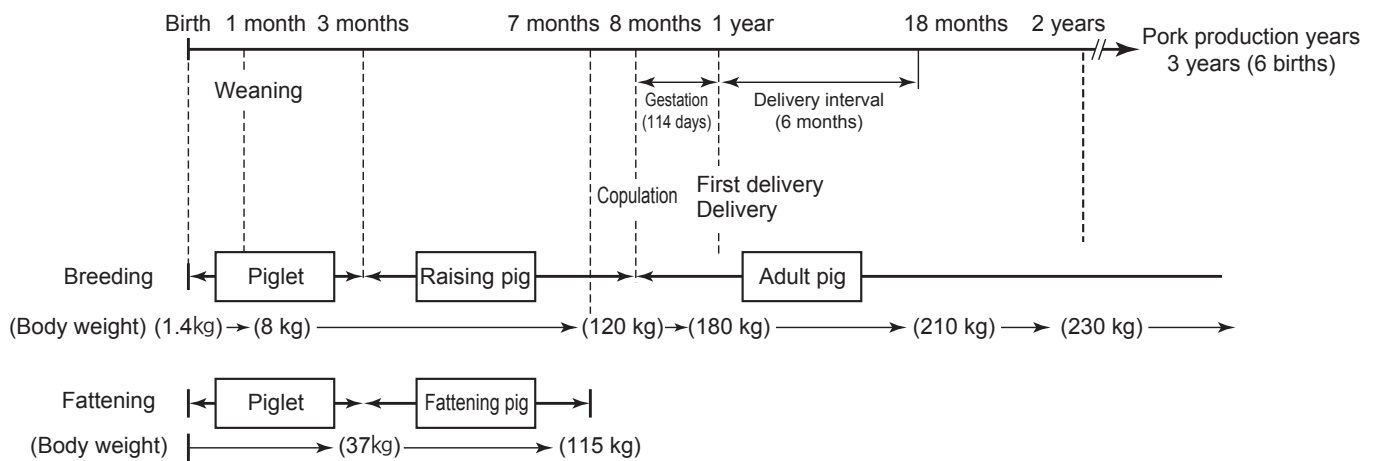 Birth 1 month 3 months 7 months 8 months 1 year 18 months 2 years
Pork production years
3 years (6 births)
Weaning
Gestation
(114 days)
Delivery interval
(6 months)
Copulation
First delivery
Delivery
Breeding Piglet Raising pig Adult pig
(Body weight) (1.4kg) (8 kg) (120 kg) (180 kg) (210 kg) (230 kg)
Fattening Piglet Fattening pig
(Body weight) (37kg) (115 kg)